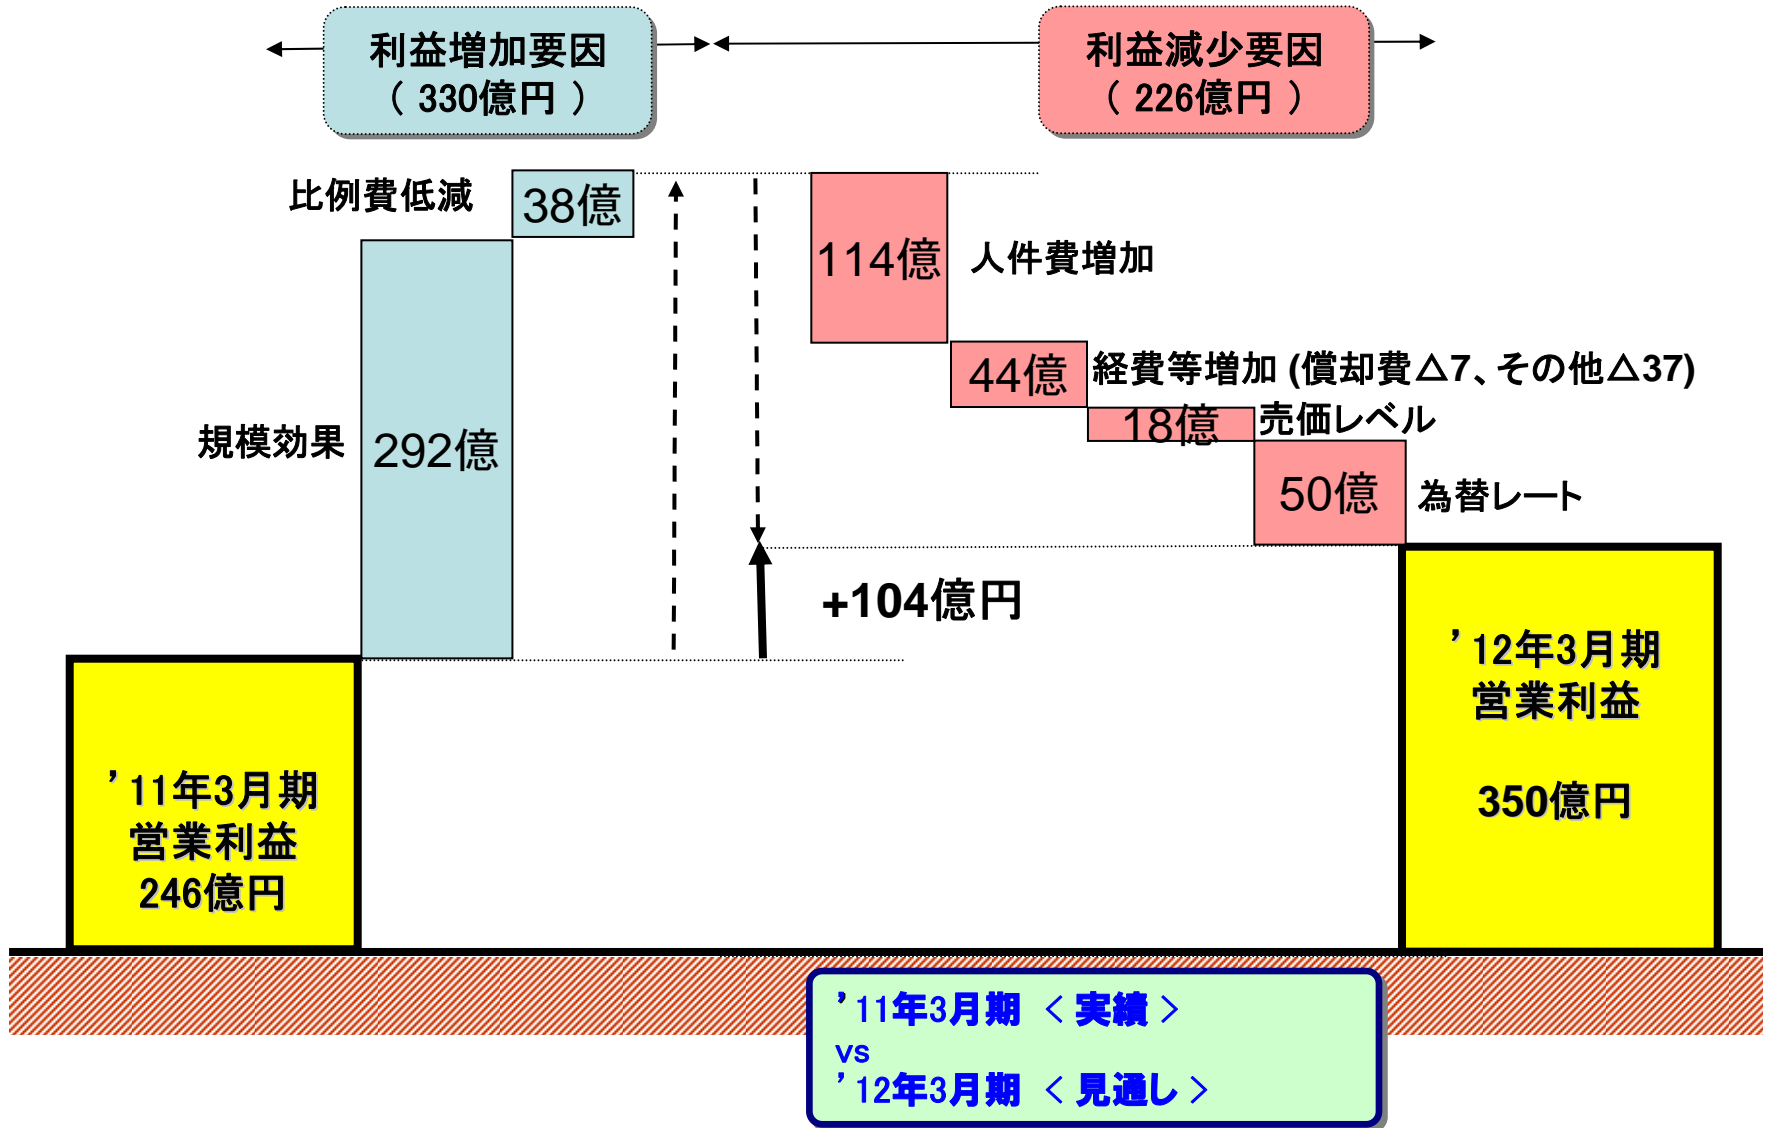 利益増加要因
（ 330億円 ）
利益減少要因
（ 226億円 ）
比例費低減
38億
114億
人件費増加
44億
経費等増加 (償却費△7、その他△37)
18億
売価レベル
規模効果
292億
50億
為替レート
+104億円
’12年3月期
営業利益
350億円
’11年3月期
営業利益
246億円
’11年3月期 ＜ 実績 ＞
vs
’12年3月期 ＜ 見通し ＞